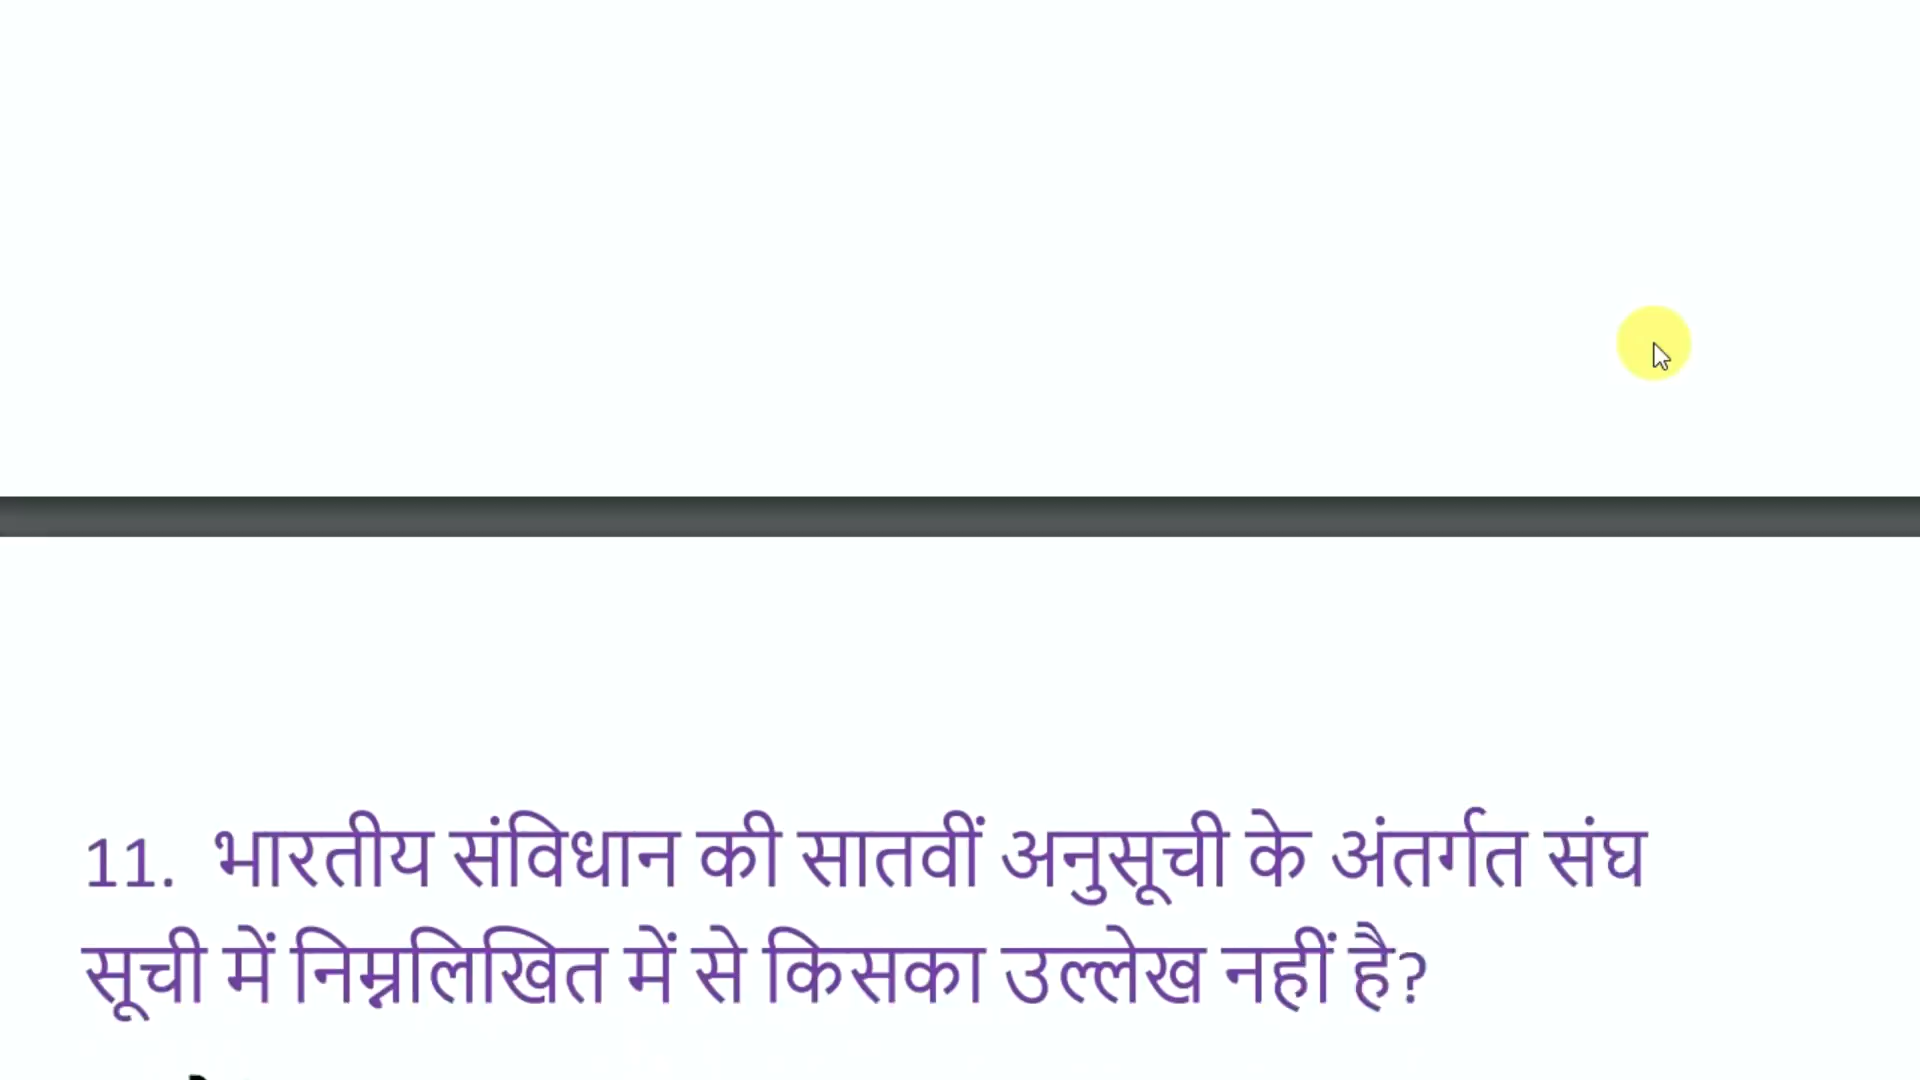 11. भारतीय संविधान की सातवीं अनुसूची के अंतर्गत संघ
सूची में निम्नलिखित में से किसका उल्लेख नहीं है?